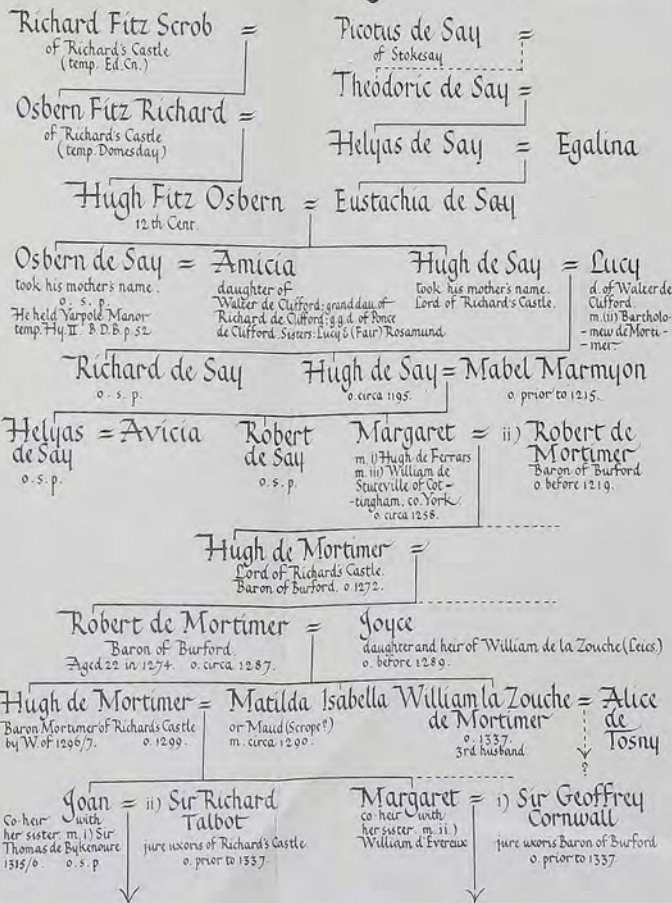 Richard Fitz Scrob =
of Richard's Castle
(temp. Ed. Cn.)
Picotus de Say =
of Stokesay
Theodoric de Say =
Osbern Fitz Richard =
of Richard's Castle
(temp. Domesday)
Helyas de Say = Egalina
Hugh Fitz Osbern = Eustachia de Say
12th Cent.
Osbern de Say =
took his mother's name.
o. s. p.
He held Yarpole Manor
temp. Hy. II. B.D.B. p. 52
Amicia
daughter of
Walter de Clifford: grand dau. of
Richard de Clifford: g.g.d. of Ponce
de Clifford. Sisters: Lucy & (Fair) Rosamund
Hugh de Say =
took his mother's name.
Lord of Richard's Castle.
Lucy
d. of Walter de
Clifford.
m. (ii) Bartholo-
-mew de Morti-
-mer
Richard de Say
o. s. p.
Hugh de Say =
o. circa 1195.
Mabel Marmyon
o. prior to 1215.
Helyas = Avicia
de Say
o. s. p.
Robert
de Say
o. s. p.
Margaret =
m. i) Hugh de Ferrars
m. iii) William de
Stuteville of Cot-
-tingham, co. York.
o. circa 1258.
ii) Robert de
Mortimer
Baron of Burford
o. before 1219.
Hugh de Mortimer =
Lord of Richard's Castle.
Baron of Burford. o. 1272.
Robert de Mortimer =
Baron of Burford.
Aged 22 in 1274. o. circa 1287.
Joyce
daughter and heir of William de la Zouche (Leics.)
o. before 1289.
Hugh de Mortimer =
Baron Mortimer of Richard's Castle
by W. of 1296/7. o. 1299.
Matilda Isabella
or Maud (Scrope?)
m. circa 1290.
William la Zouche =
de Mortimer
o. 1337.
3rd husband
Alice
de
Tosny
?
Joan =
Co-heir with
her sister. m. i) Sir
Thomas de Bykenoure
1315/6. o. s. p
ii) Sir Richard
Talbot
jure uxoris of Richard's Castle.
o. prior to 1337.
Margaret =
co-heir with
her sister. m. ii.)
William d'Evereux
i) Sir Geoffrey
Cornwall
jure uxoris Baron of Burford
o. prior to 1337.